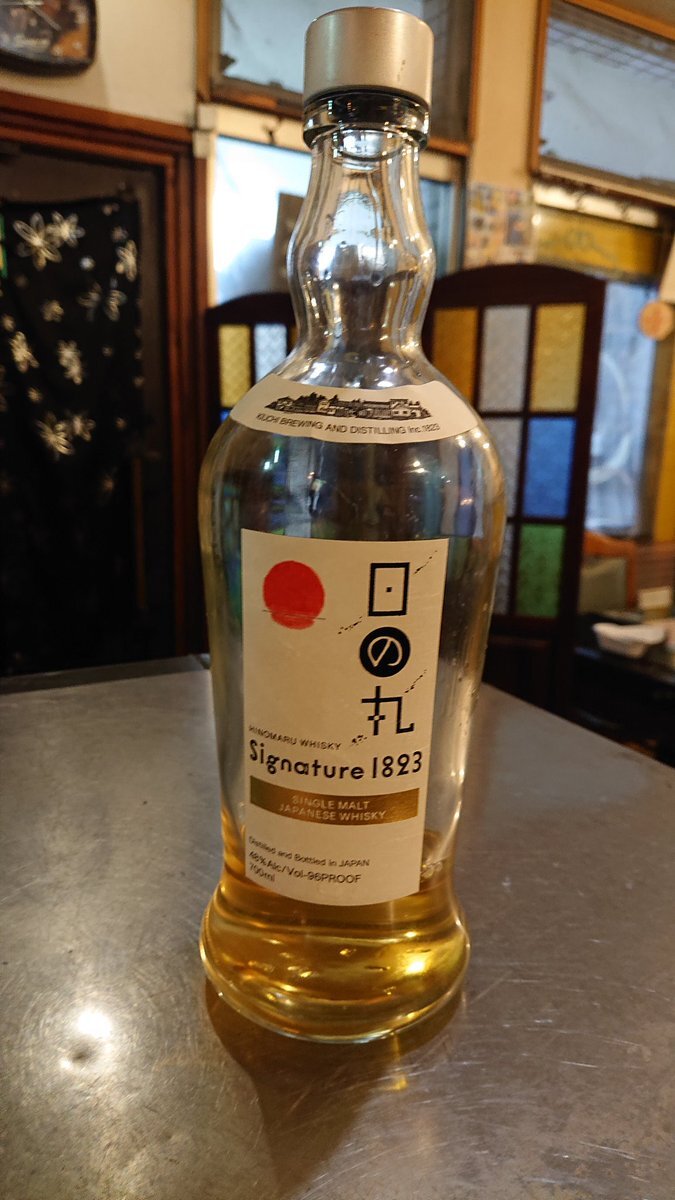 KIUCHI BREWING AND DISTILLING Inc.1823
日の丸
HINOMARU WHISKY
Signature 1823
SINGLE MALT
JAPANESE WHISKY
Distilled and Bottled in JAPAN
48%Alc/Vol-96PROOF
700ml